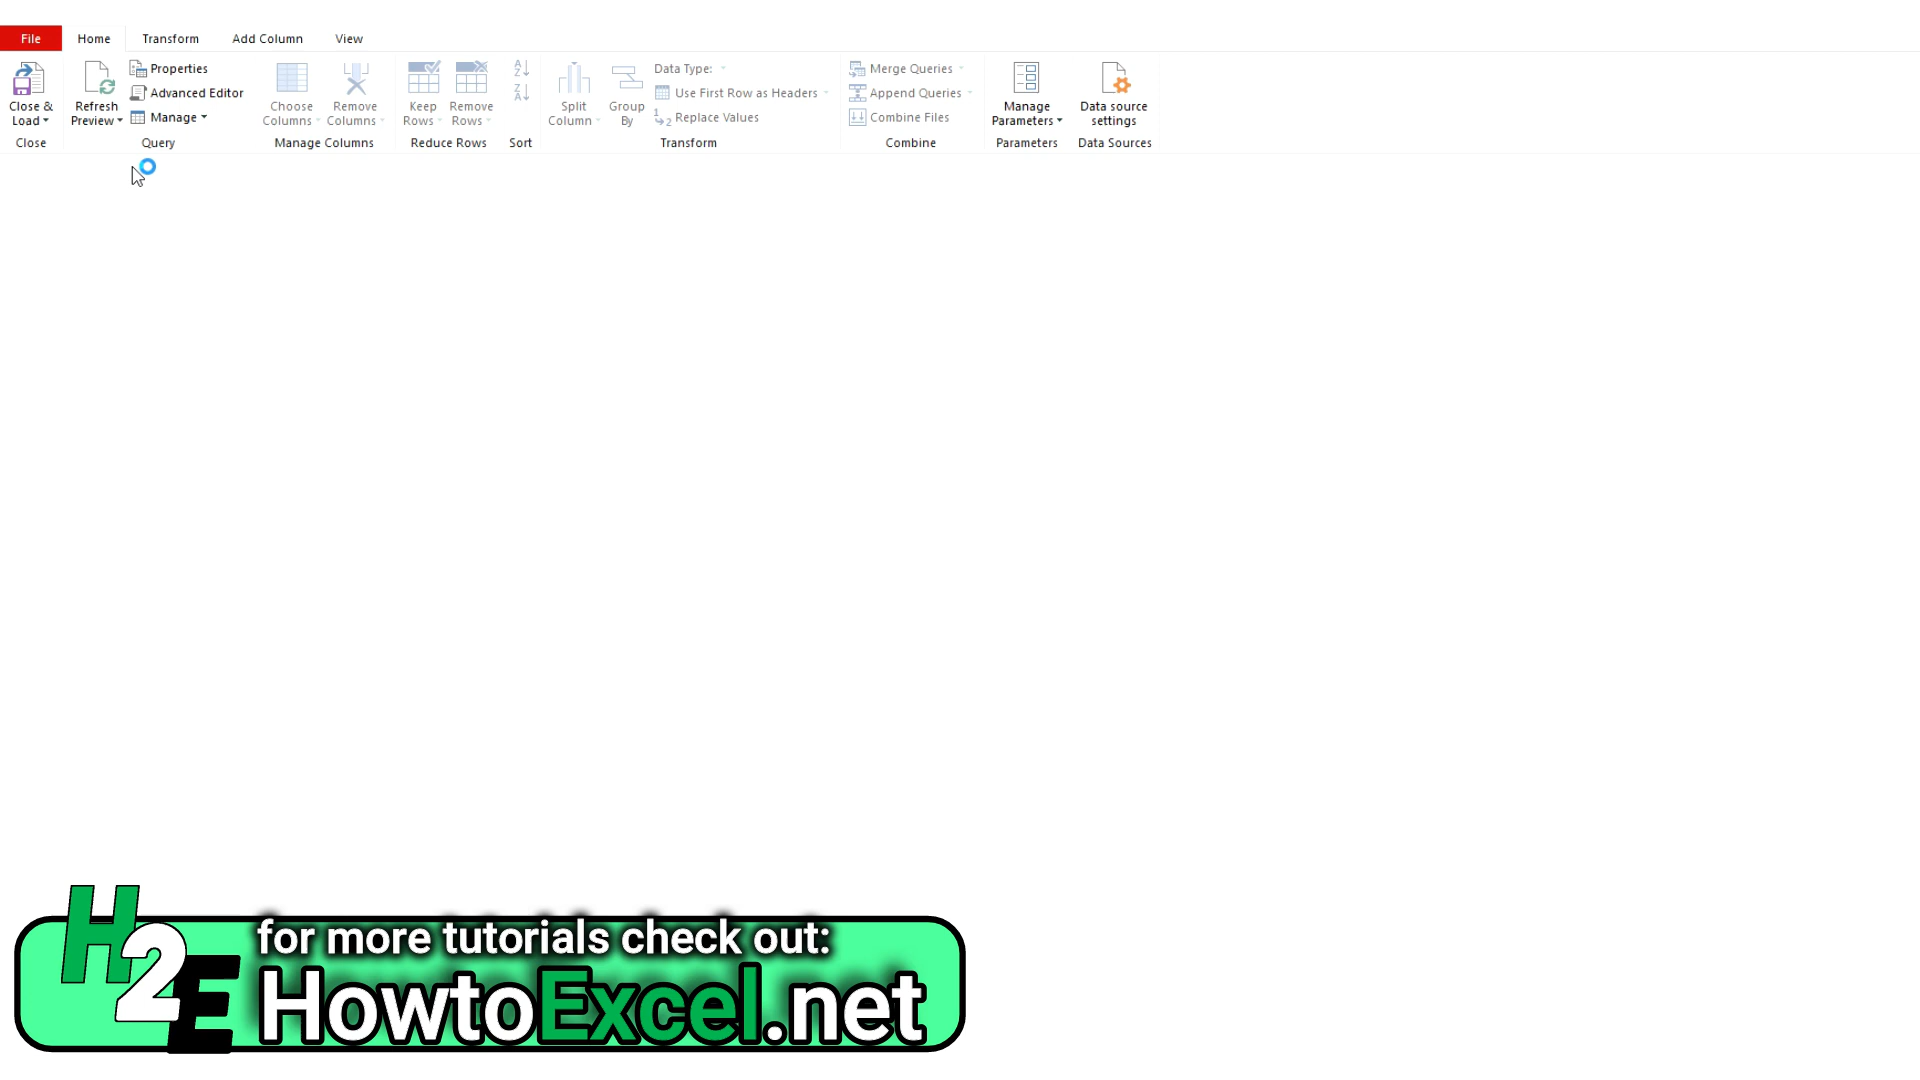 File Home Transform Add Column View
Close & Load
Close
Refresh Preview
Properties
Advanced Editor
Manage
Query
Choose Columns
Remove Columns
Manage Columns
Keep Rows
Remove Rows
Reduce Rows
A Z
Z A
Sort
Split Column
Group By
Data Type:
Use First Row as Headers
1 2 Replace Values
Transform
Merge Queries
Append Queries
Combine Files
Combine
Manage Parameters
Parameters
Data source settings
Data Sources
H2E
for more tutorials check out:
HowtoExcel.net